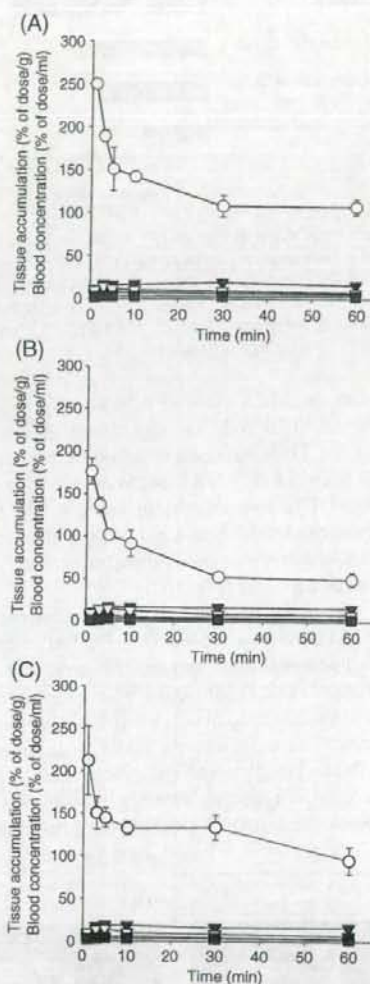 (A)
Tissue accumulation (% of dose/g)
Blood concentration (% of dose/ml)
300
250
200
150
100
50
0
0 10 20 30 40 50 60
Time (min)
(B)
Tissue accumulation (% of dose/g)
Blood concentration (% of dose/ml)
300
250
200
150
100
50
0
0 10 20 30 40 50 60
Time (min)
(C)
Tissue accumulation (% of dose/g)
Blood concentration (% of dose/ml)
300
250
200
150
100
50
0
0 10 20 30 40 50 60
Time (min)